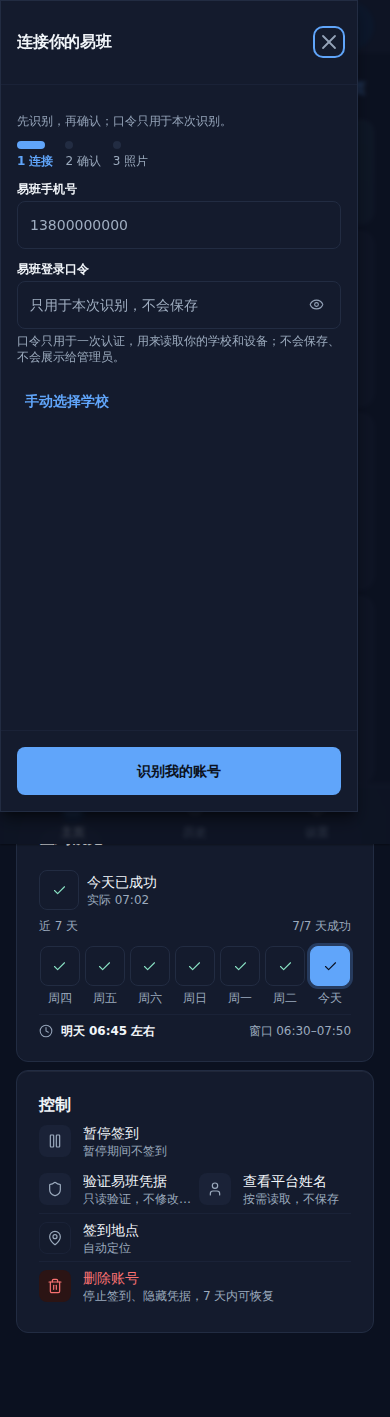 连接你的易班
先识别，再确认；口令只用于本次识别。
1 连接 2 确认 3 照片
易班手机号
13800000000
易班登录口令
只用于本次识别，不会保存
口令只用于一次认证，用来读取你的学校和设备；不会保存、
不会展示给管理员。
手动选择学校
识别我的账号
今天已成功
实际 07:02
近 7 天 7/7 天成功
周四 周五 周六 周日 周一 周二 今天
明天 06:45 左右 窗口 06:30–07:50
控制
暂停签到
暂停期间不签到
验证易班凭据 查看平台姓名
只读验证，不修改… 按需读取，不保存
签到地点
自动定位
删除账号
停止签到、隐藏凭据，7 天内可恢复